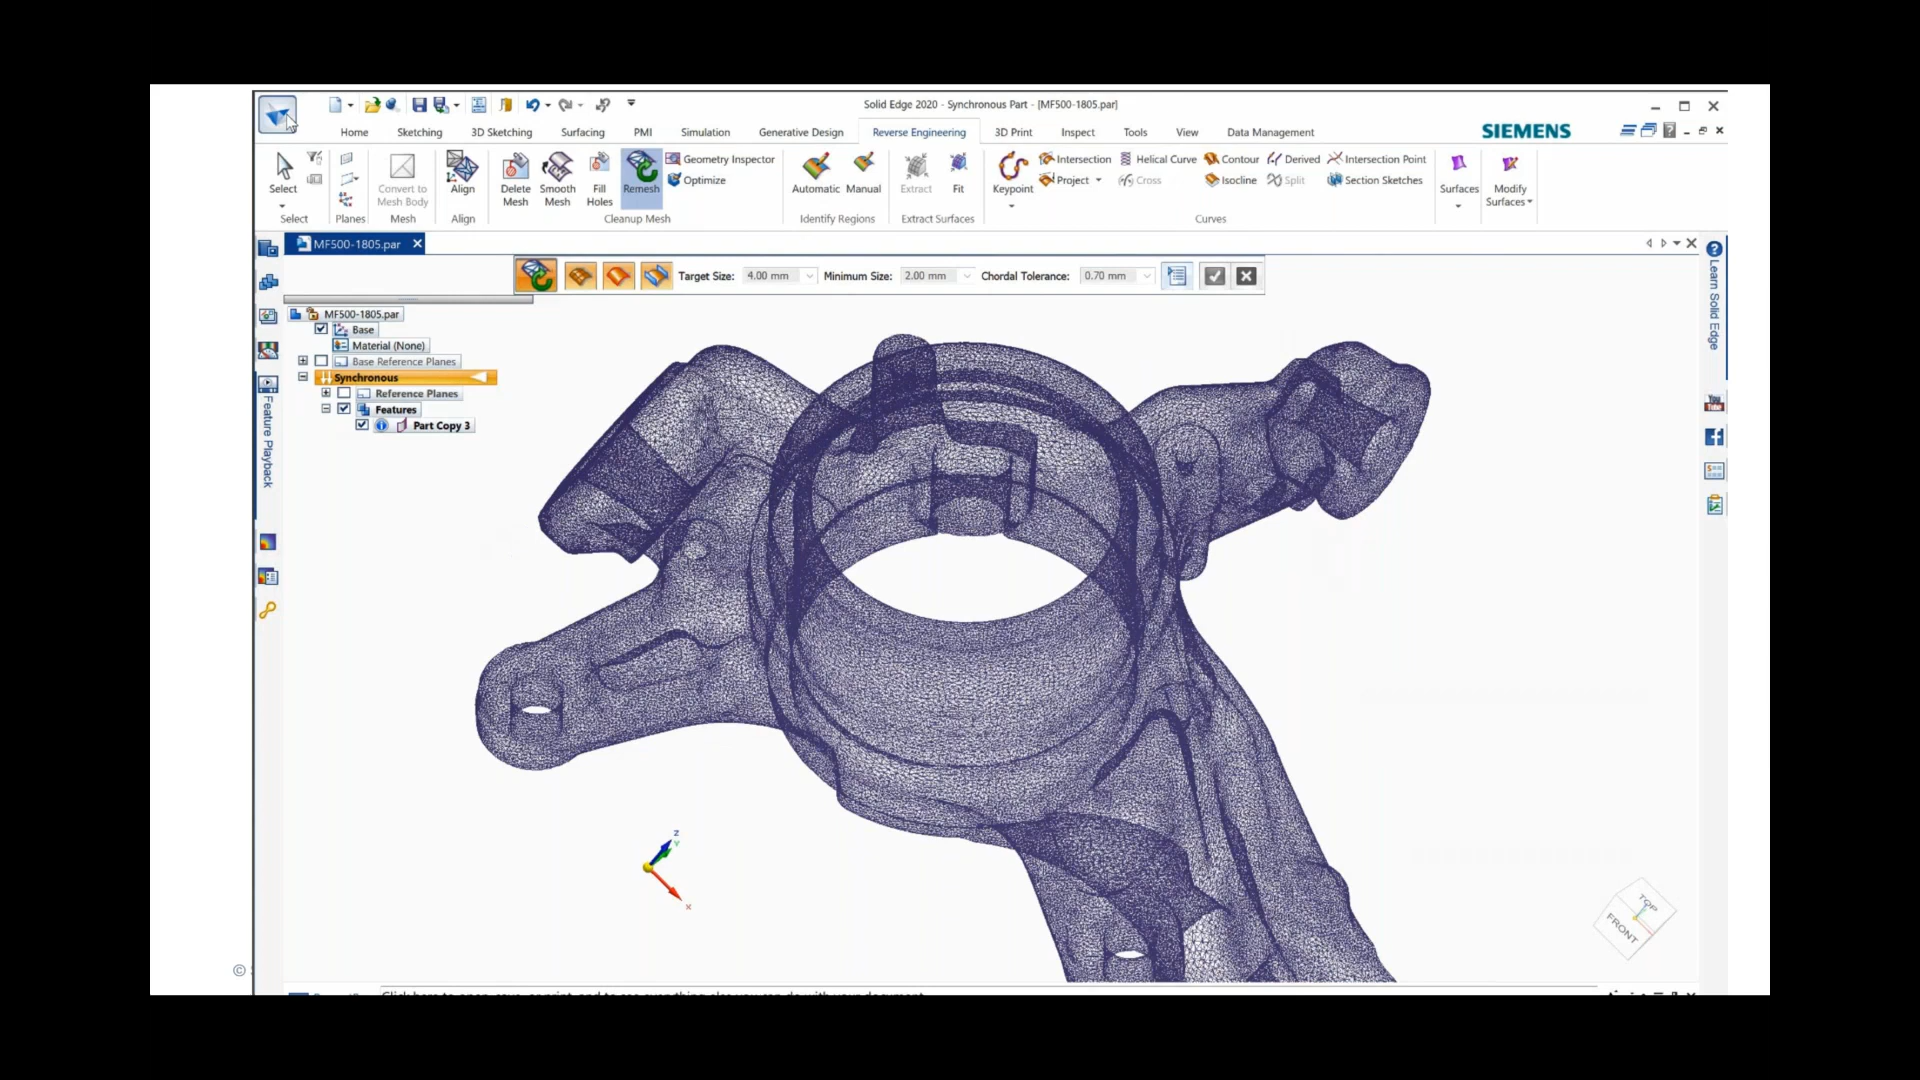 Solid Edge 2020 - Synchronous Part - [MF500-1805.par]
Home Sketching 3D Sketching Surfacing PMI Simulation Generative Design Reverse Engineering 3D Print Inspect Tools View Data Management
SIEMENS
Select
Convert to Mesh Body
Align
Delete Mesh
Smooth Mesh
Fill Holes
Remesh
Geometry Inspector
Optimize
Automatic
Manual
Extract
Fit
Keypoint
Intersection
Project
Helical Curve
Cross
Contour
Isocline
Derived
Split
Intersection Point
Section Sketches
Surfaces
Modify Surfaces
Select Planes Mesh Align Cleanup Mesh Identify Regions Extract Surfaces Curves
MF500-1805.par
Target Size: 4.00 mm Minimum Size: 2.00 mm Chordal Tolerance: 0.70 mm
MF500-1805.par
Base
Material (None)
Base Reference Planes
Synchronous
Reference Planes
Features
Part Copy 3
Feature Playback
Learn Solid Edge
You Tube
Z
Y
X
TOP
FRONT
©